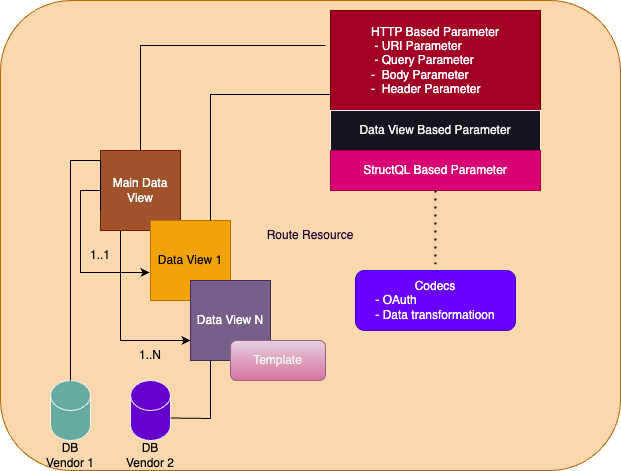 HTTP Based Parameter
- URI Parameter
- Query Parameter
- Body Parameter
- Header Parameter
Data View Based Parameter
StructQL Based Parameter
Main Data
View
Route Resource
1..1
Data View 1
Codecs
- OAuth
- Data transformatioon
Data View N
1..N
Template
DB
Vendor 1
DB
Vendor 2